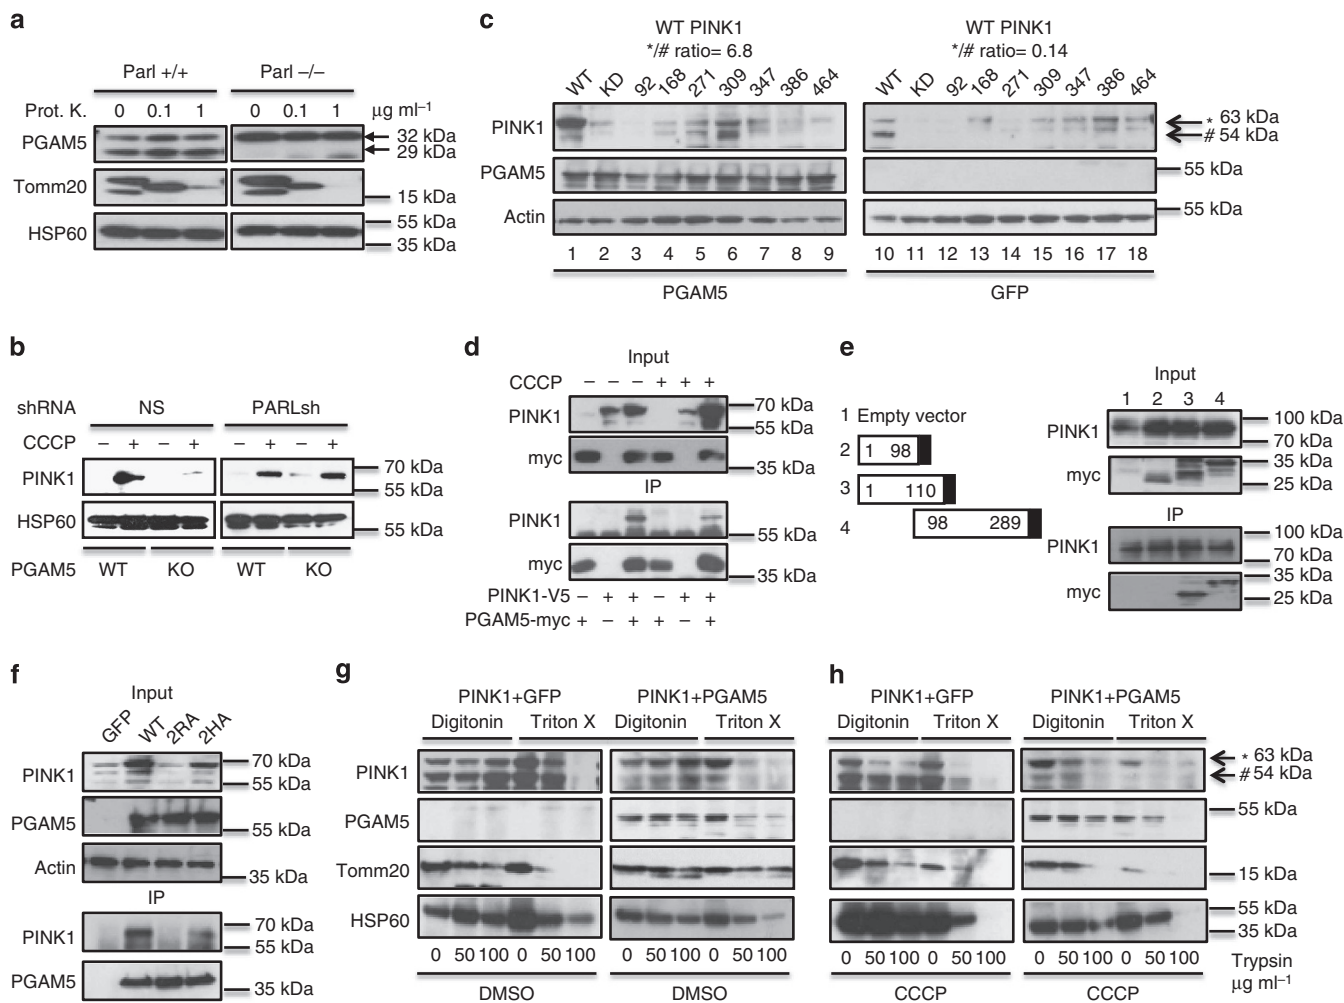 a
Parl +/+ Parl –/–
Prot. K. 0 0.1 1 0 0.1 1 μg ml–1
PGAM5 32 kDa
29 kDa
Tomm20 15 kDa
HSP60 55 kDa
35 kDa
b
shRNA NS PARLsh
CCCP – + – + – + – +
PINK1 70 kDa
55 kDa
HSP60 55 kDa
PGAM5 WT KO WT KO
c
WT PINK1 WT PINK1
*/# ratio= 6.8 */# ratio= 0.14
WT KD 92 168 271 309 347 386 464 WT KD 92 168 271 309 347 386 464
PINK1 * 63 kDa
# 54 kDa
PGAM5 55 kDa
Actin 55 kDa
1 2 3 4 5 6 7 8 9 10 11 12 13 14 15 16 17 18
PGAM5 GFP
d
Input
CCCP – – – + + +
PINK1 70 kDa
55 kDa
myc 35 kDa
IP
PINK1 55 kDa
myc 35 kDa
PINK1-V5 – + + – + +
PGAM5-myc + – + + – +
e
1 Empty vector
2 1 98
3 1 110
4 98 289
Input
1 2 3 4
PINK1 100 kDa
70 kDa
myc 35 kDa
25 kDa
IP
PINK1 100 kDa
70 kDa
myc 35 kDa
25 kDa
f
Input
GFP WT 2RA 2HA
PINK1 70 kDa
55 kDa
PGAM5 55 kDa
Actin 35 kDa
IP
PINK1 70 kDa
55 kDa
PGAM5 35 kDa
g
PINK1+GFP PINK1+PGAM5
Digitonin Triton X Digitonin Triton X
PINK1
PGAM5
Tomm20
HSP60
0 50 100 0 50 100 0 50 100 0 50 100
DMSO DMSO
h
PINK1+GFP PINK1+PGAM5
Digitonin Triton X Digitonin Triton X
* 63 kDa
# 54 kDa
55 kDa
15 kDa
55 kDa
35 kDa
0 50 100 0 50 100 0 50 100 0 50 100 Trypsin
μg ml–1
CCCP CCCP